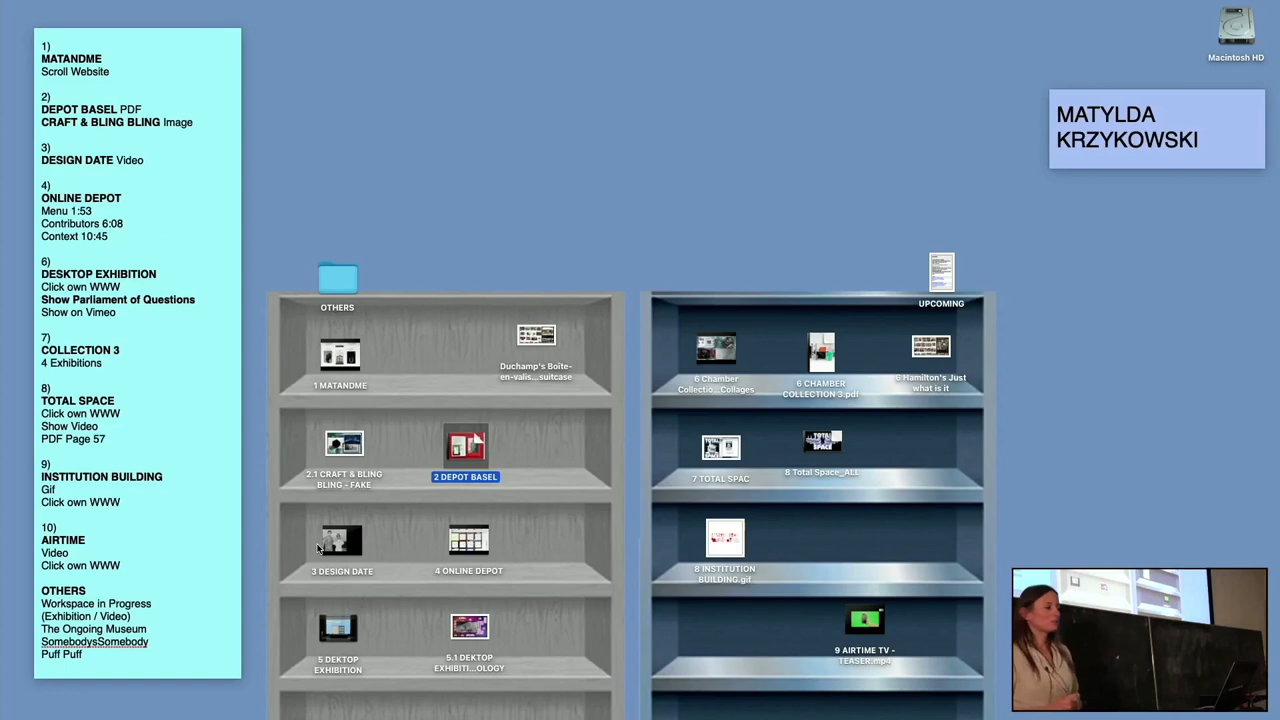 1)
MATANDME
Scroll Website
2)
DEPOT BASEL PDF
CRAFT & BLING BLING Image
3)
DESIGN DATE Video
4)
ONLINE DEPOT
Menu 1:53
Contributors 6:08
Context 10:45
6)
DESKTOP EXHIBITION
Click own WWW
Show Parliament of Questions
Show on Vimeo
7)
COLLECTION 3
4 Exhibitions
8)
TOTAL SPACE
Click own WWW
Show Video
PDF Page 57
9)
INSTITUTION BUILDING
Gif
Click own WWW
10)
AIRTIME
Video
Click own WWW
OTHERS
Workspace in Progress
(Exhibition / Video)
The Ongoing Museum
SomebodysSomebody
Puff Puff
OTHERS
1 MATANDME
Duchamp's Boîte-
en-valis...suitcase
2.1 CRAFT & BLING
BLING - FAKE
2 DEPOT BASEL
3 DESIGN DATE
4 ONLINE DEPOT
5 DEKTOP
EXHIBITION
5.1 DEKTOP
EXHIBITI...OLOGY
UPCOMING
6 Chamber
Collectio...Collages
6 CHAMBER
COLLECTION 3.pdf
6 Hamilton's Just
what is it
7 TOTAL SPAC
TOTAL
SPACE
8 Total Space_ALL
8 INSTITUTION
BUILDING.gif
9 AIRTIME TV -
TEASER.mp4
Macintosh HD
MATYLDA
KRZYKOWSKI